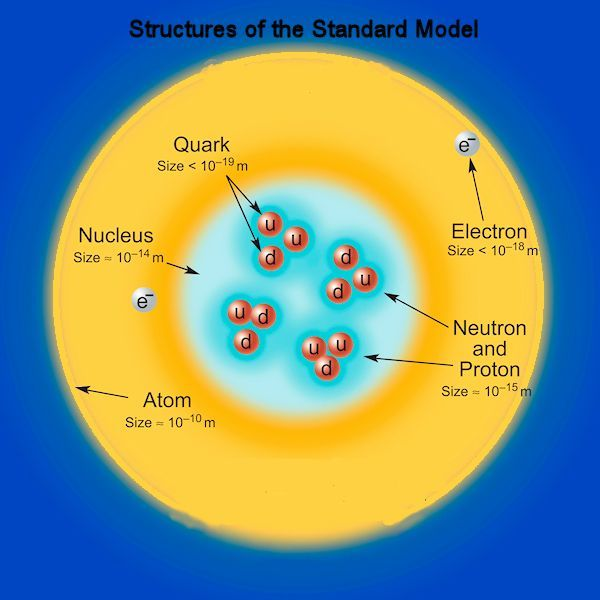 Structures of the Standard Model
Quark
Size < 10⁻¹⁹ m
e⁻
Electron
Size < 10⁻¹⁸ m
Nucleus
Size ≈ 10⁻¹⁴ m
u
u
d
d
u
d
e⁻
u
d
d
u
u
d
Neutron
and
Proton
Size ≈ 10⁻¹⁵ m
Atom
Size ≈ 10⁻¹⁰ m